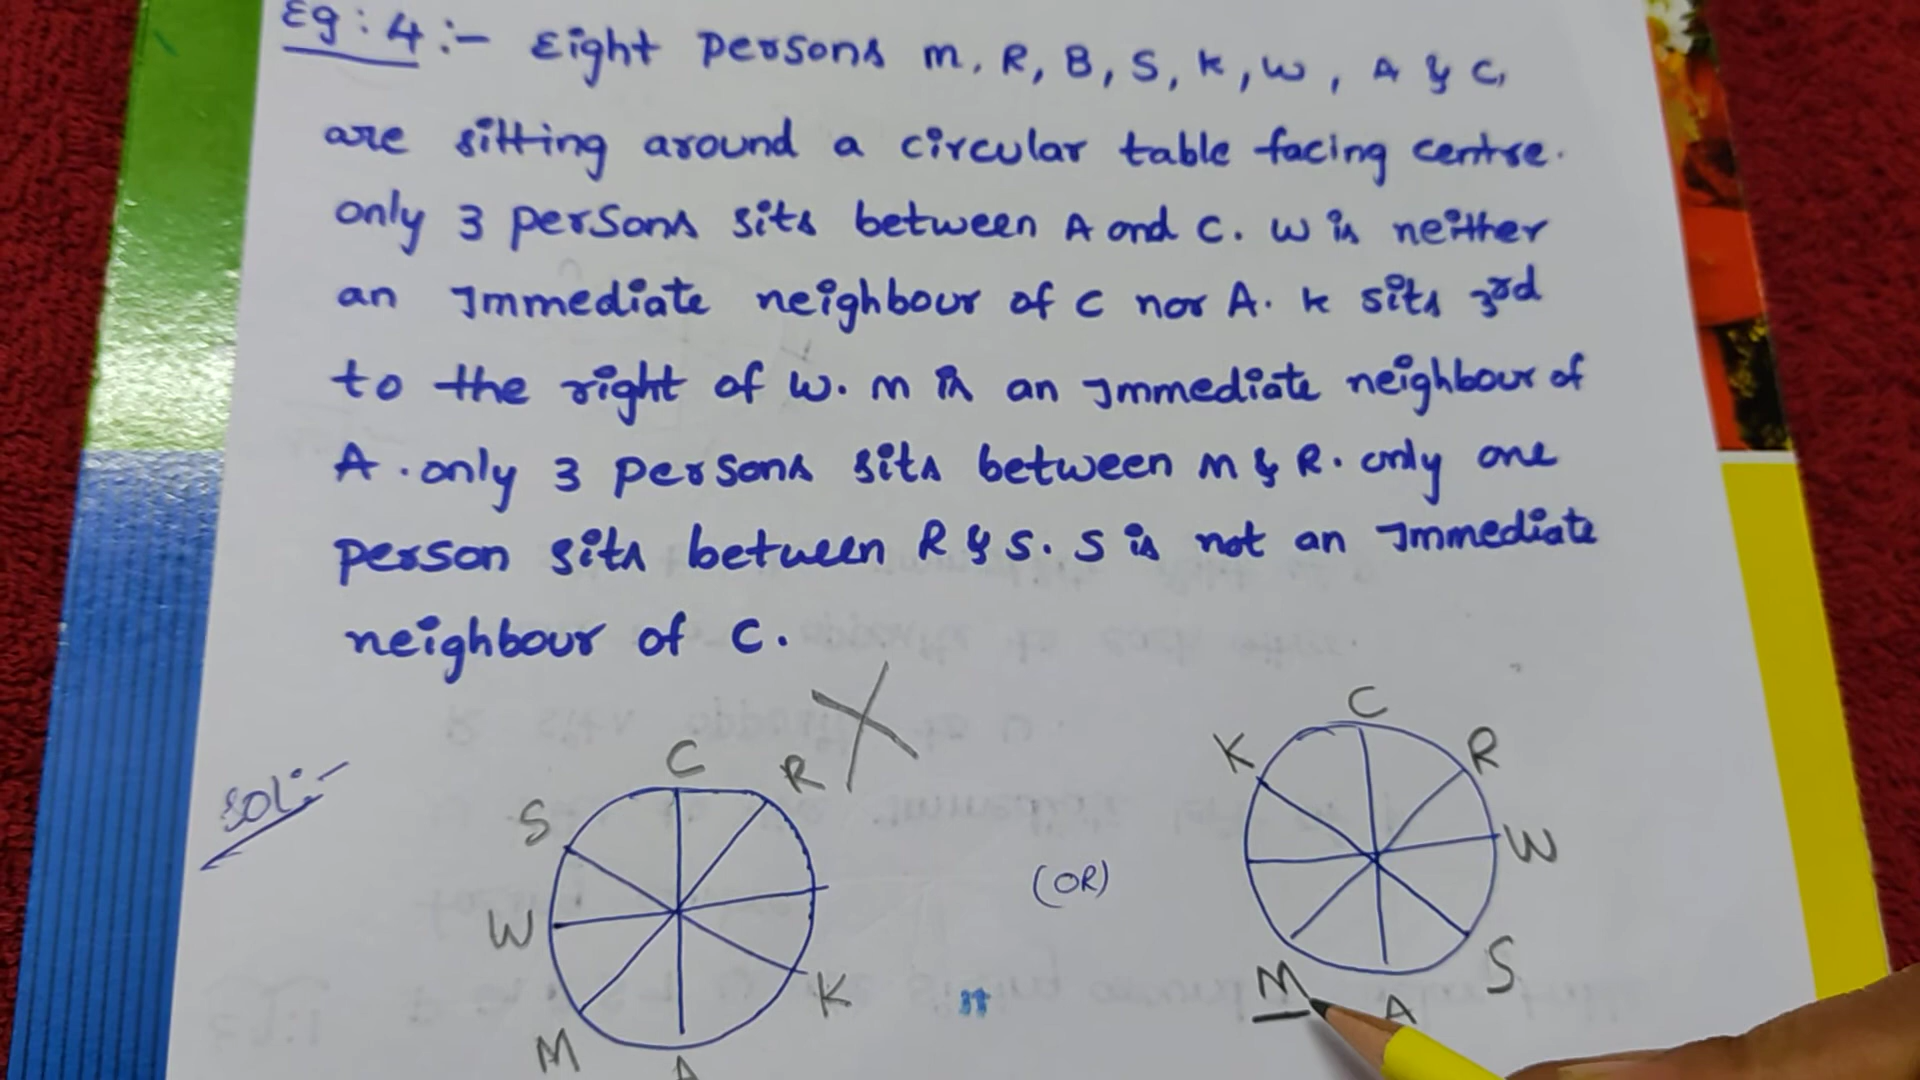 Eg: 4 :- Eight persons M, R, B, S, K, W, A & C,
are sitting around a circular table facing centre.
only 3 persons sits between A and C. W is neither
an Immediate neighbour of C nor A. K sits 3rd
to the right of W. M is an Immediate neighbour of
A. only 3 persons sits between M & R. only one
person sits between R & S. S is not an Immediate
neighbour of C.
SOL:-
C
R
S
W
K
M
A
(OR)
C
K
R
W
S
M
A